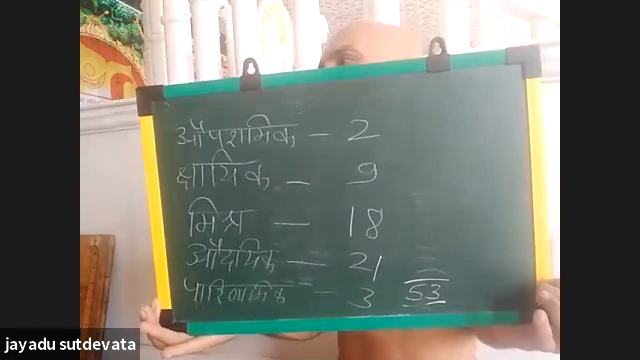 औपशमिक – 2
क्षायिक – 9
मिश्र – 18
औदयिक – 21
पारिणामिक – 3 53
jayadu sutdevata